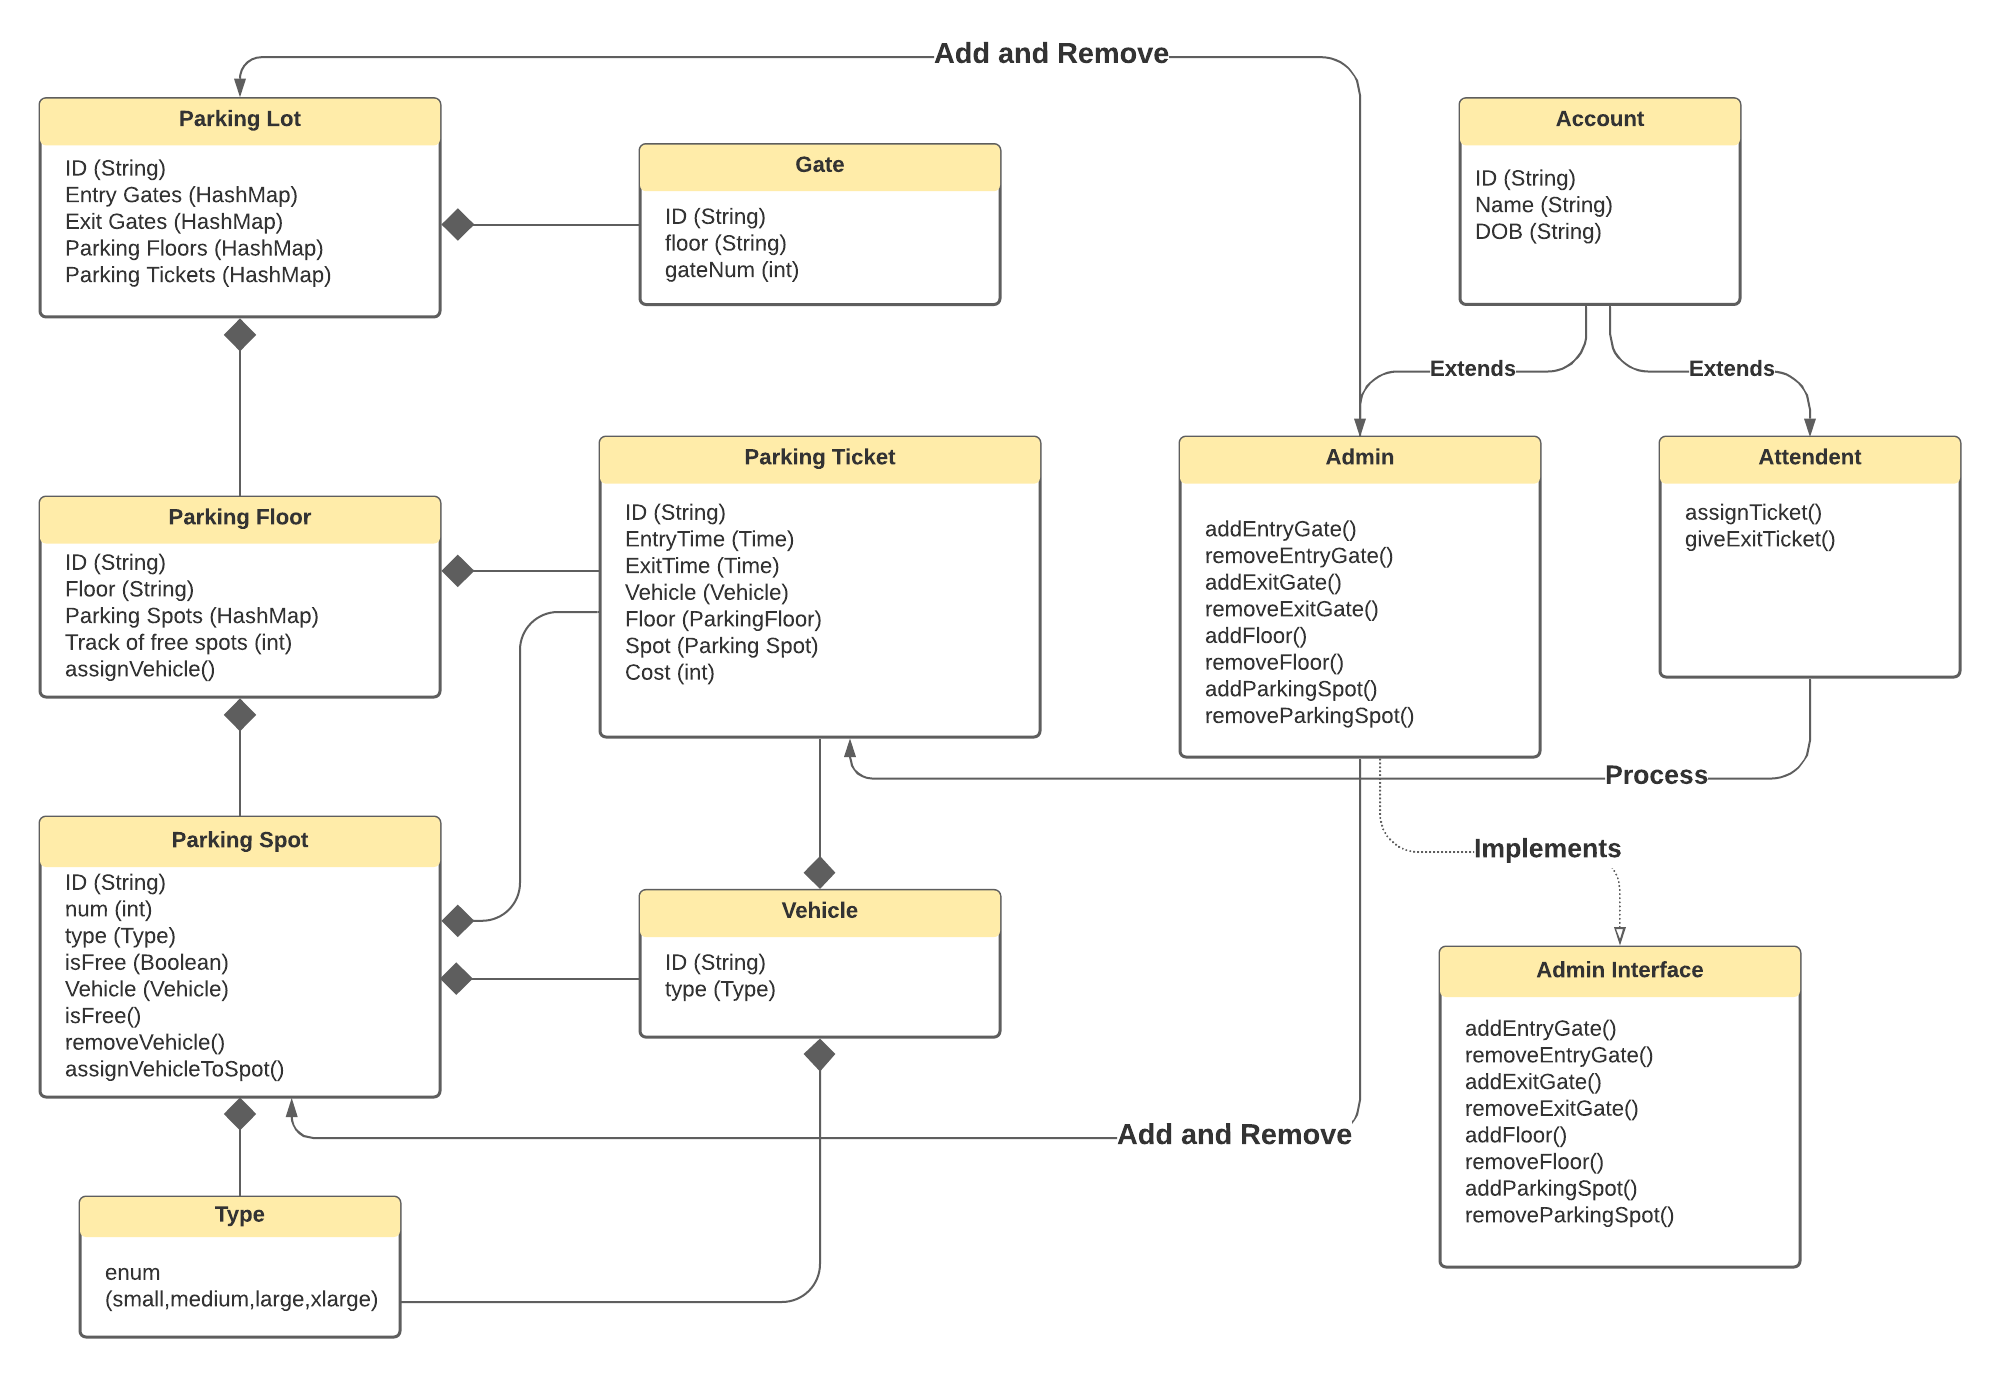 Add and Remove
Parking Lot
ID (String)
Entry Gates (HashMap)
Exit Gates (HashMap)
Parking Floors (HashMap)
Parking Tickets (HashMap)
Gate
ID (String)
floor (String)
gateNum (int)
Account
ID (String)
Name (String)
DOB (String)
Extends
Extends
Parking Floor
ID (String)
Floor (String)
Parking Spots (HashMap)
Track of free spots (int)
assignVehicle()
Parking Ticket
ID (String)
EntryTime (Time)
ExitTime (Time)
Vehicle (Vehicle)
Floor (ParkingFloor)
Spot (Parking Spot)
Cost (int)
Admin
addEntryGate()
removeEntryGate()
addExitGate()
removeExitGate()
addFloor()
removeFloor()
addParkingSpot()
removeParkingSpot()
Attendent
assignTicket()
giveExitTicket()
Process
Implements
Parking Spot
ID (String)
num (int)
type (Type)
isFree (Boolean)
Vehicle (Vehicle)
isFree()
removeVehicle()
assignVehicleToSpot()
Vehicle
ID (String)
type (Type)
Admin Interface
addEntryGate()
removeEntryGate()
addExitGate()
removeExitGate()
addFloor()
removeFloor()
addParkingSpot()
removeParkingSpot()
Add and Remove
Type
enum
(small,medium,large,xlarge)